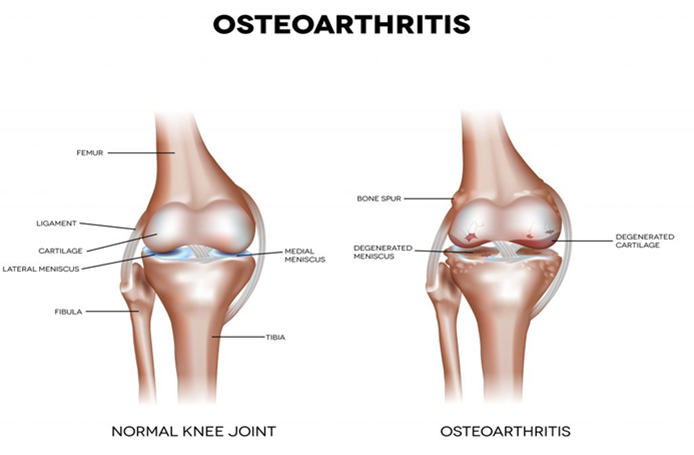 OSTEOARTHRITIS
FEMUR
LIGAMENT
CARTILAGE
LATERAL MENISCUS
MEDIAL
MENISCUS
FIBULA
TIBIA
NORMAL KNEE JOINT
BONE SPUR
DEGENERATED
MENISCUS
DEGENERATED
CARTILAGE
OSTEOARTHRITIS